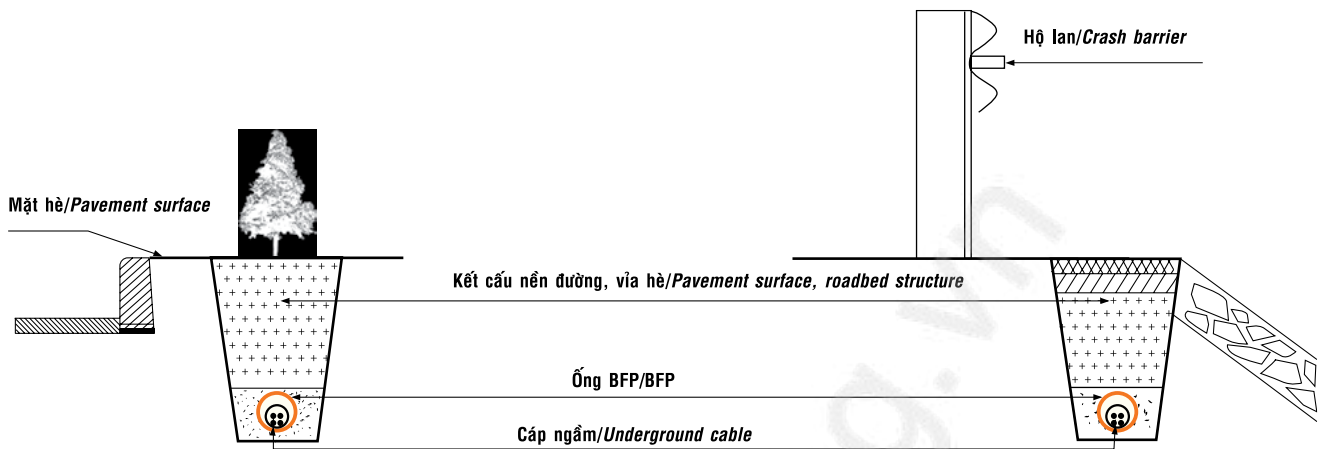 Hộ lan/Crash barrier
Mặt hè/Pavement surface
Kết cấu nền đường, vỉa hè/Pavement surface, roadbed structure
Ống BFP/BFP
Cáp ngầm/Underground cable
g.vn